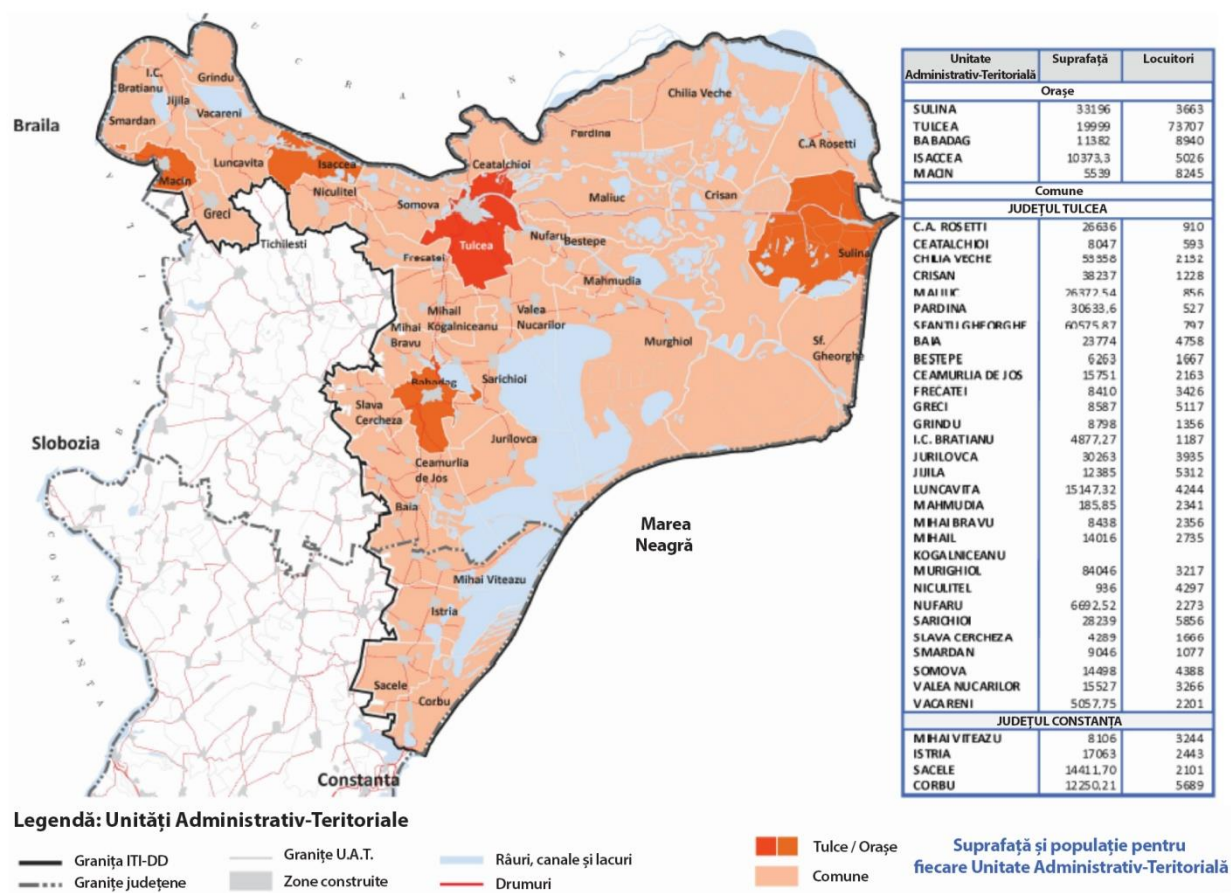 U C R A I N A
Braila
I.C.
Bratianu
Grindu
Jijila
Vacareni
Smardan
Luncavita
Isaccea
Macin
Niculitel
Greci
Tichilesti
Chilia Veche
Pardina
C.A Rosetti
Ceatalchioi
Maliuc
Crisan
Somova
Tulcea
Nufaru
Bestepe
Frecatei
Sulina
Mahmudia
Mihail
Kogalniceanu
Valea
Nucarilor
Mihai
Bravu
Murghiol
Sf.
Gheorghe
Babadag
Sarichioi
Slava
Cercheza
Slobozia
Jurilovca
Ceamurlia
de Jos
Baia
Marea
Neagră
Mihai Viteazu
Istria
Sacele
Corbu
Constanta
C O N S T A N T A
Unitate Administrativ-Teritorială Suprafață Locuitori
Orașe
SULINA 33196 3663
TULCEA 19999 73707
BABADAG 11382 8940
ISACCEA 10373,3 5026
MACIN 5539 8245
Comune
JUDEȚUL TULCEA
C.A. ROSETTI 26636 910
CEATALCHIOI 8047 593
CHILIA VECHE 2152
CRISAN 38237 1228
MALIUC 26372,54 856
PARDINA 30633,6 527
SFANTU GHEORGHE 60575,87 797
BAIA 23774 4758
BESTEPE 6263 1667
CEAMURLIA DE JOS 15751 2163
FRECATEI 8410 3426
GRECI 8587 5117
GRINDU 8798 1356
I.C. BRATIANU 4877,27 1187
JURILOVCA 30263 3935
JIJILA 12385 5312
LUNCAVITA 15147,32 4244
MAHMUDIA 185,85 2341
MIHAI BRAVU 8438 2356
MIHAIL 14016 2735
KOGALNICEANU
MURIGHIOL 84046 3217
NICULITEL 936 4297
NUFARU 6692,52 2273
SARICHIOI 28239 5856
SLAVA CERCHEZA 4289 1666
SMARDAN 9046 1077
SOMOVA 14498 4388
VALEA NUCARILOR 15527 3266
VACARENI 5057,75 2201
JUDEȚUL CONSTANȚA
MIHAI VITEAZU 8106 3244
ISTRIA 17063 2443
SACELE 14411,70 2101
CORBU 12250,21 5689
Legendă: Unități Administrativ-Teritoriale
Granița ITI-DD
Granițe județene
Granițe U.A.T.
Zone construite
Râuri, canale și lacuri
Drumuri
Tulce / Orașe
Comune
Suprafață și populație pentru
fiecare Unitate Administrativ-Teritorială